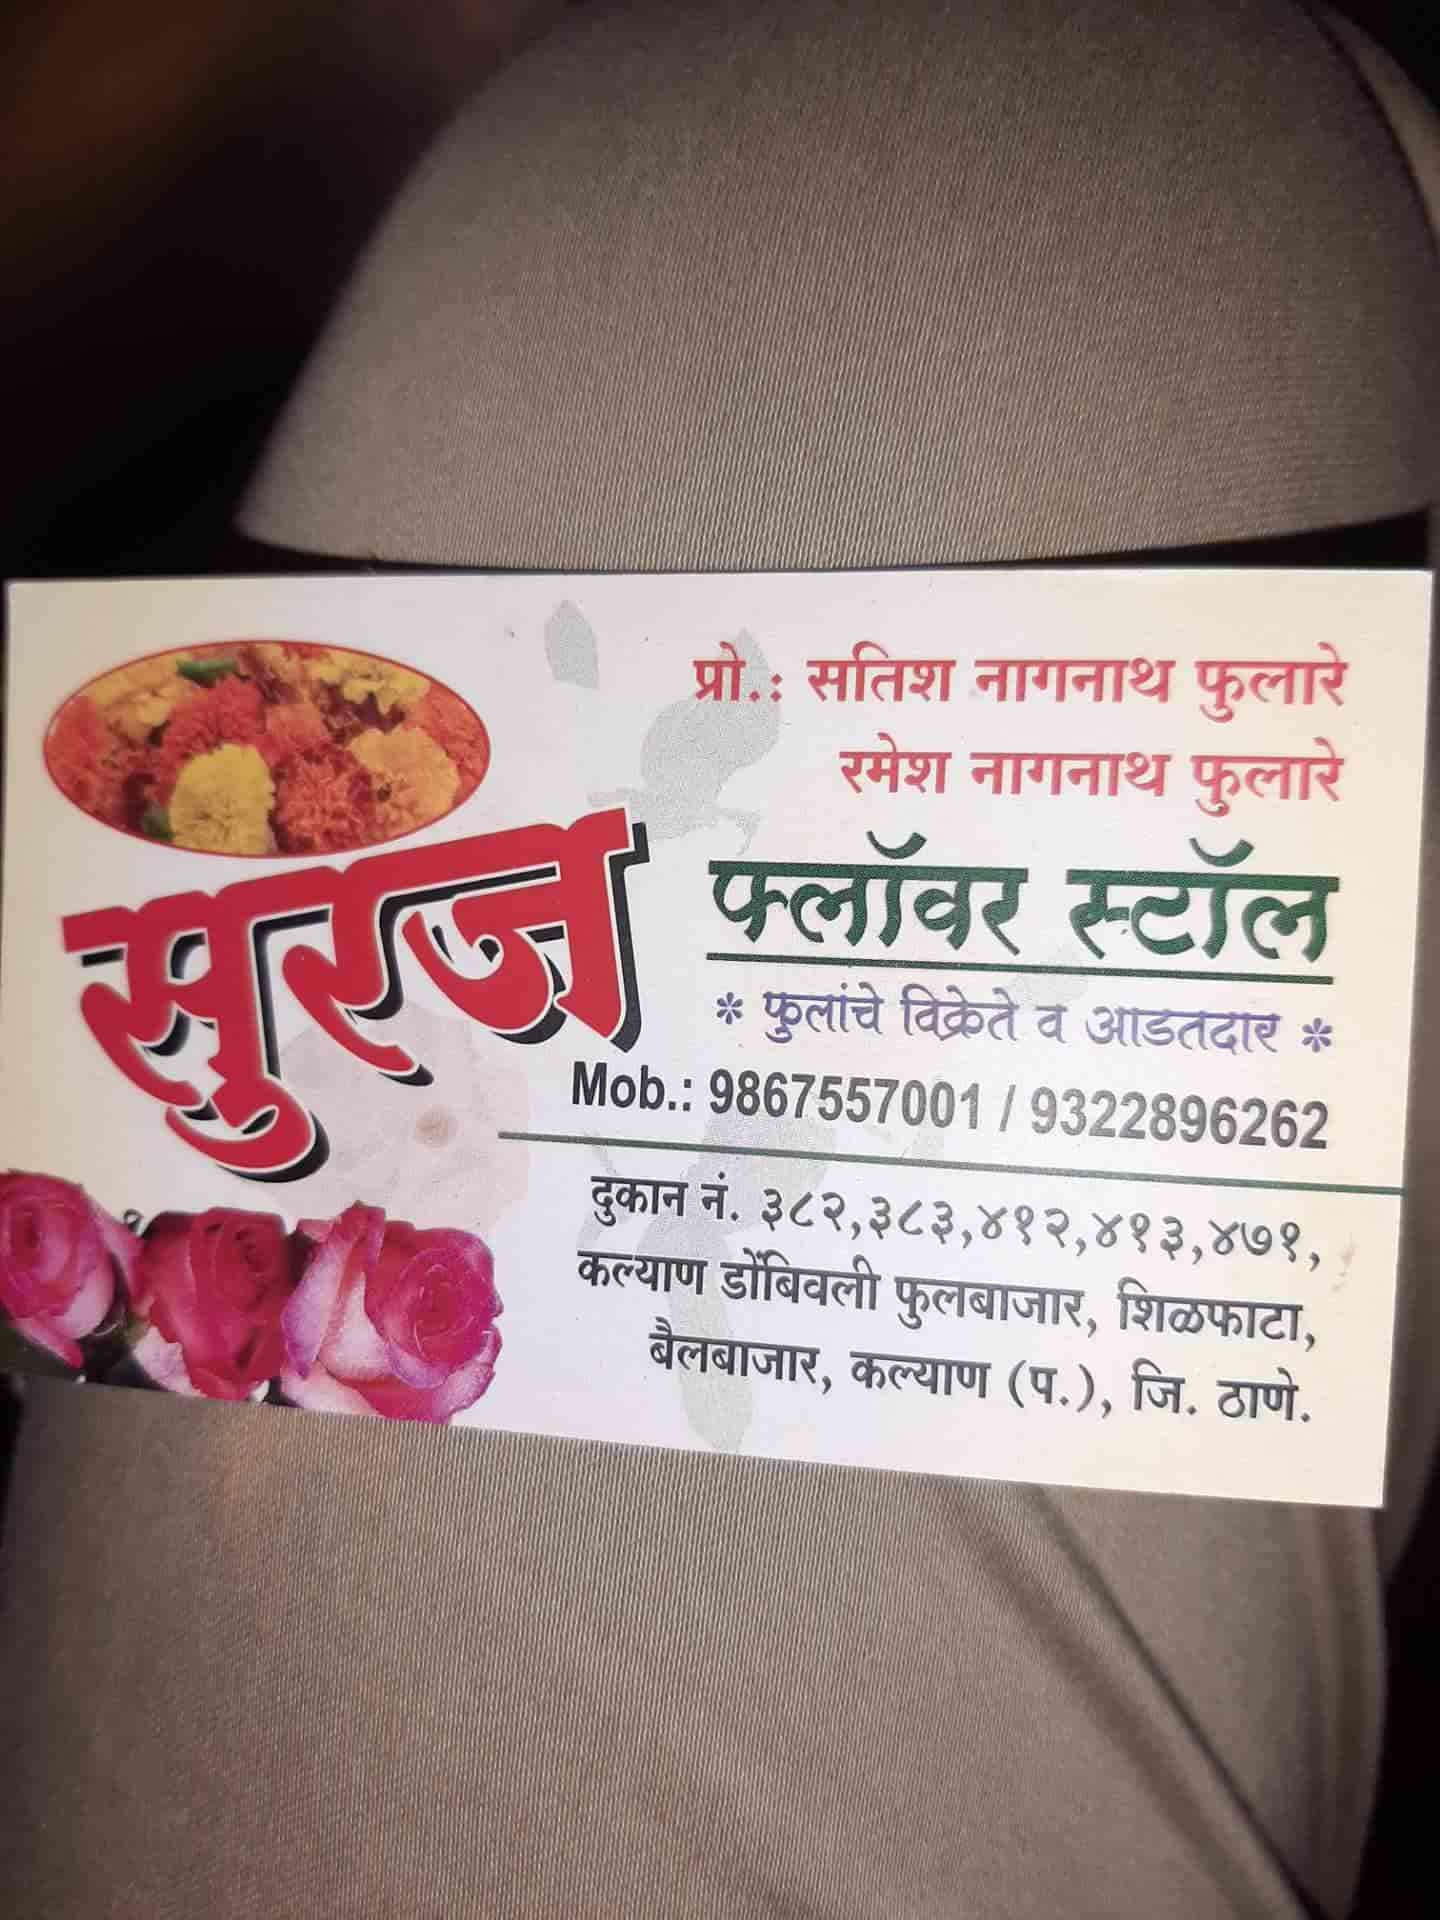 प्रो.: सतिश नागनाथ फुलारे
रमेश नागनाथ फुलारे
सुरज फ्लॉवर स्टॉल
* फुलांचे विक्रेते व आडतदार *
Mob.: 9867557001 / 9322896262
दुकान नं. ३८२,३८३,४१२,४१३,४७१,
कल्याण डोंबिवली फुलबाजार, शिळफाटा,
बैलबाजार, कल्याण (प.), जि. ठाणे.